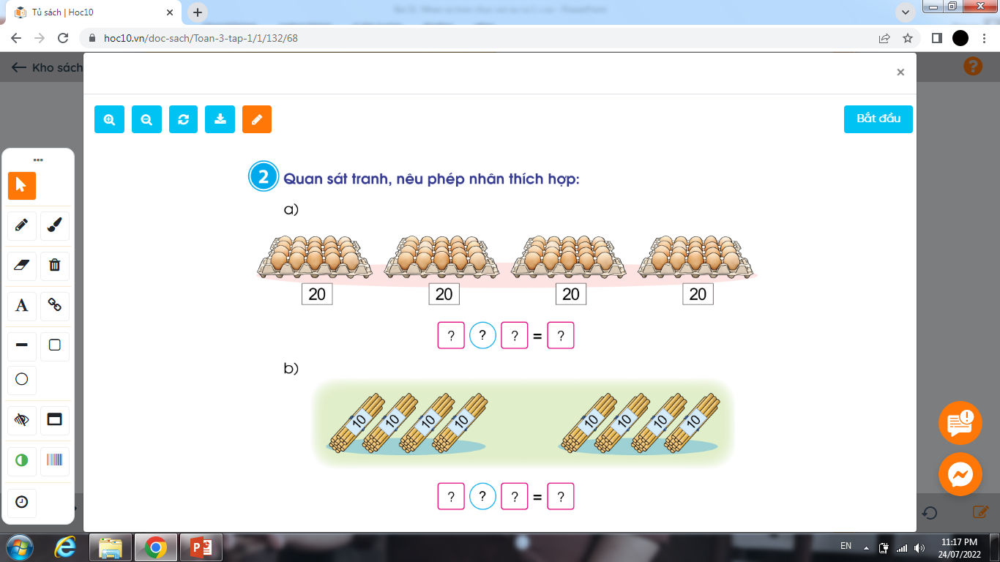 Tủ sách | Hoc10
hoc10.vn/doc-sach/Toan-3-tap-1/1/132/68
Kho sách
Bắt đầu
2 Quan sát tranh, nêu phép nhân thích hợp:
a)
20 20 20 20
? ? ? = ?
b)
10 10 10 10 10 10 10 10
? ? ? = ?
A
EN
11:17 PM
24/07/2022